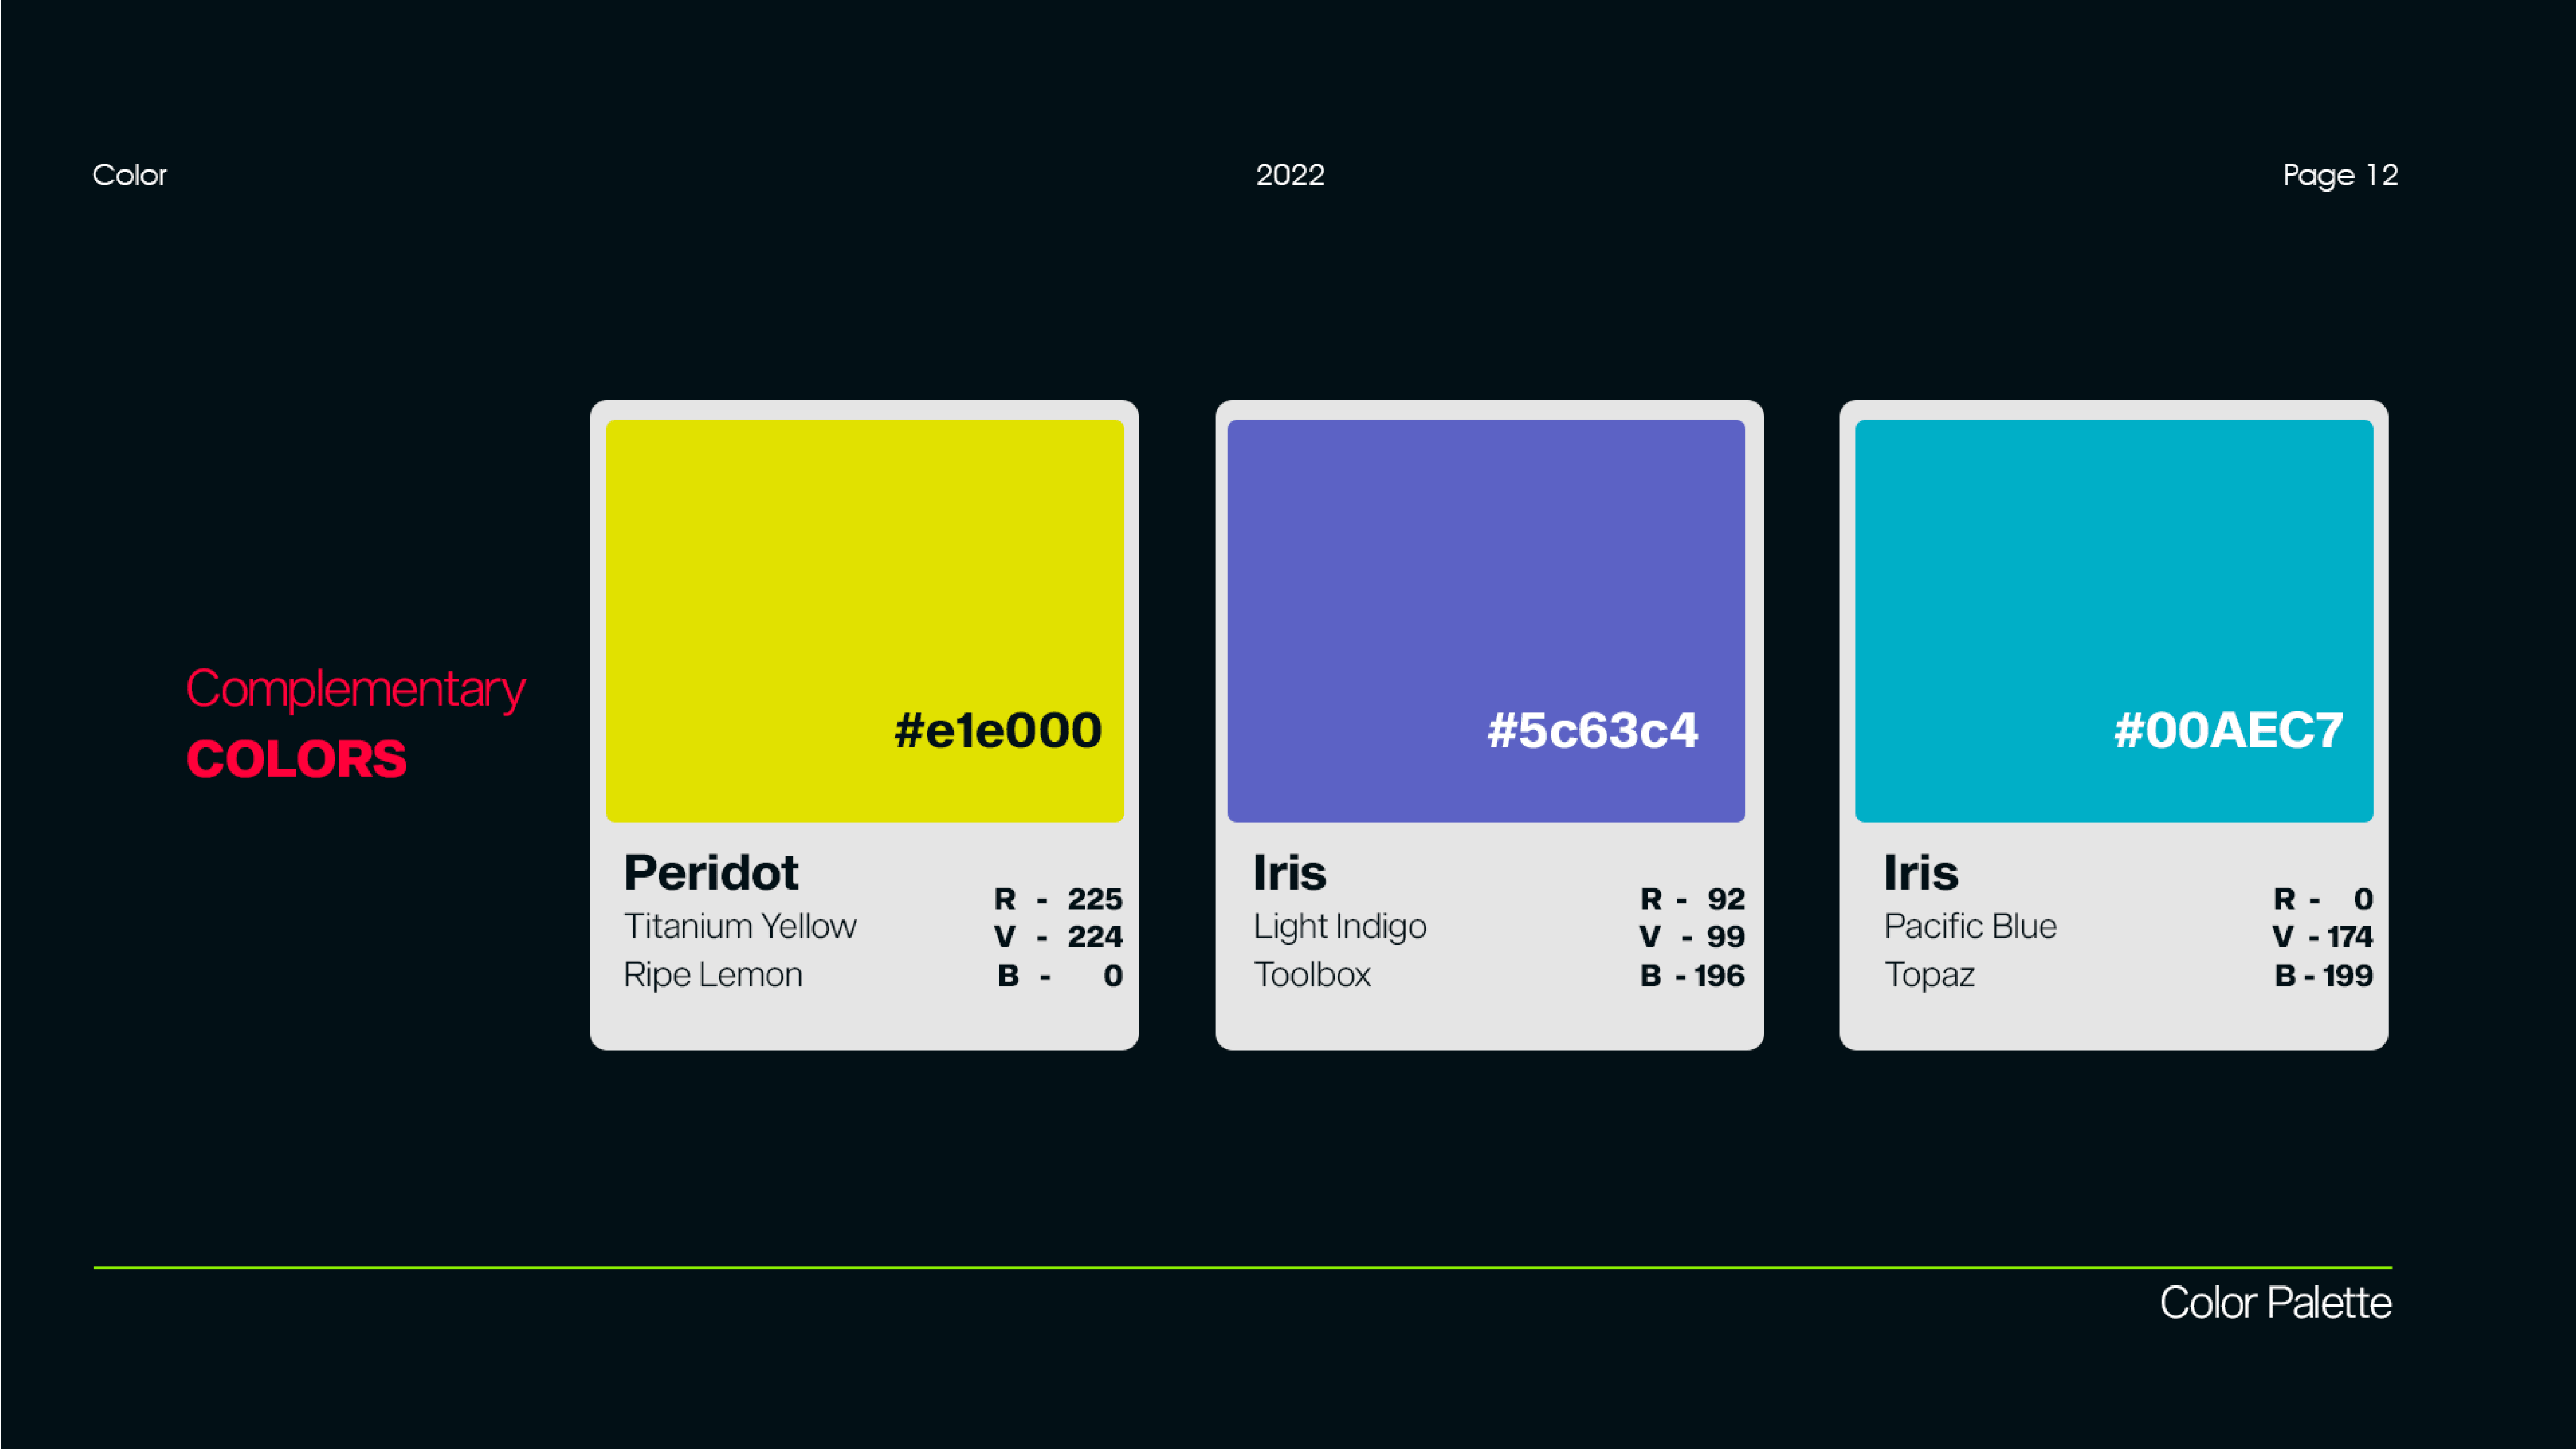 Color
2022
Page 12
Complementary
COLORS
#e1e000
Peridot
Titanium Yellow
Ripe Lemon
R - 225
V - 224
B - 0
#5c63c4
Iris
Light Indigo
Toolbox
R - 92
V - 99
B - 196
#00AEC7
Iris
Pacific Blue
Topaz
R - 0
V - 174
B - 199
Color Palette